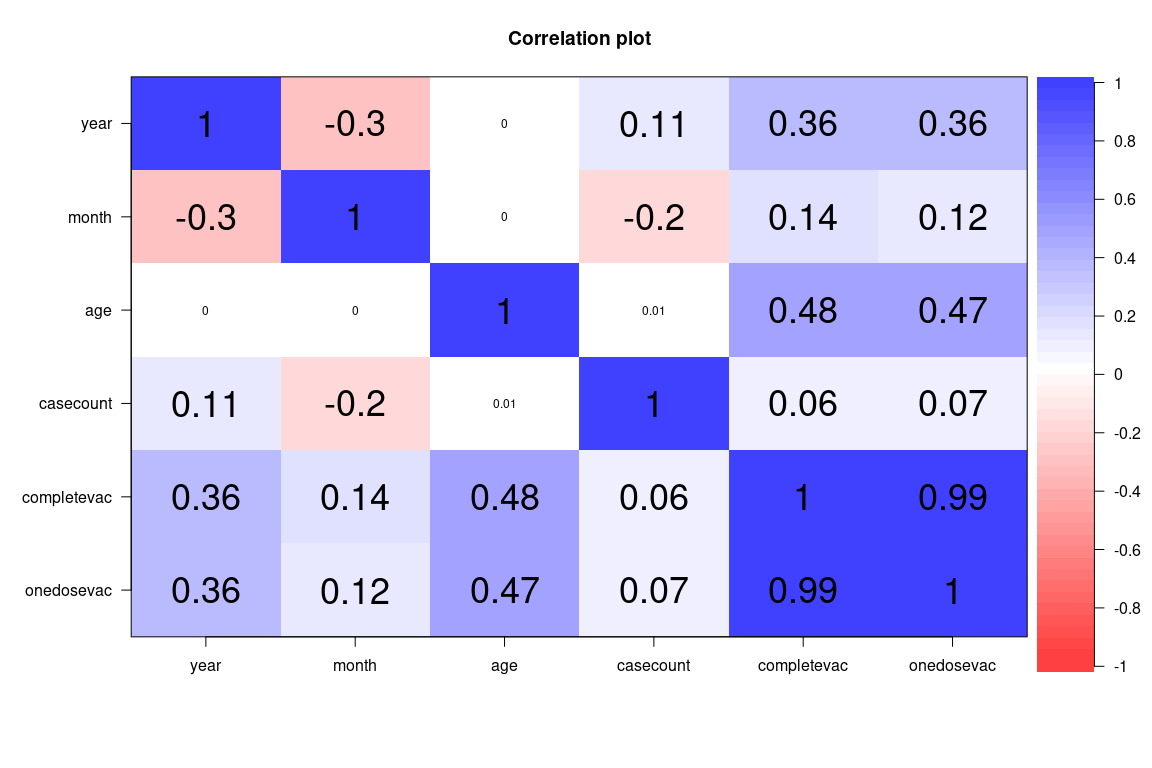 Correlation plot
year 1 -0.3 0 0.11 0.36 0.36
month -0.3 1 0 -0.2 0.14 0.12
age 0 0 1 0.01 0.48 0.47
casecount 0.11 -0.2 0.01 1 0.06 0.07
completevac 0.36 0.14 0.48 0.06 1 0.99
onedosevac 0.36 0.12 0.47 0.07 0.99 1
year month age casecount completevac onedosevac
1
0.8
0.6
0.4
0.2
0
-0.2
-0.4
-0.6
-0.8
-1